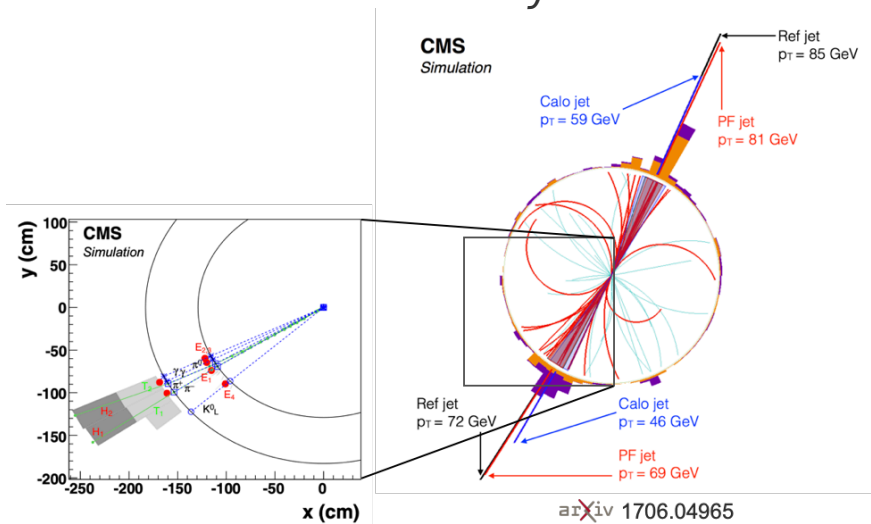 CMS
Simulation
Ref jet
pT = 85 GeV
Calo jet
pT = 59 GeV
PF jet
pT = 81 GeV
CMS
Simulation
y (cm)
100
50
0
-50
-100
-150
-200
E2,3
γ,γ
π0
E1
T2
π+
π-
E4
K0L
H2
T1
H1
-250
-200
-150
-100
-50
0
x (cm)
Ref jet
pT = 72 GeV
Calo jet
pT = 46 GeV
PF jet
pT = 69 GeV
arXiv 1706.04965